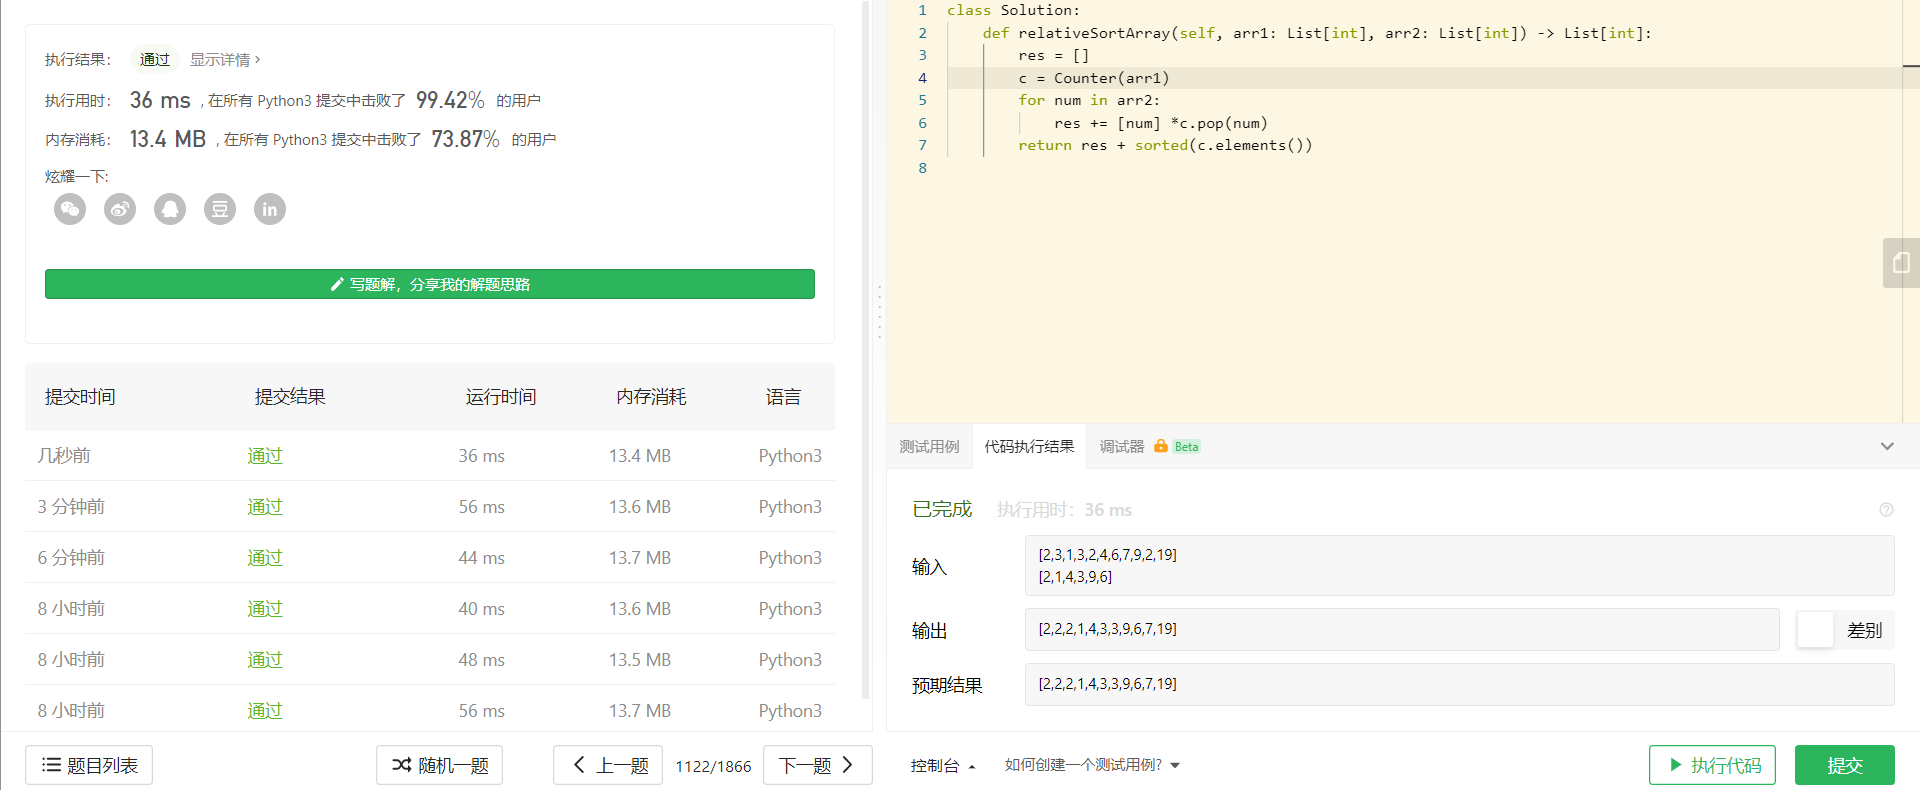 执行结果： 通过 显示详情 ›
执行用时： 36 ms , 在所有 Python3 提交中击败了 99.42% 的用户
内存消耗： 13.4 MB , 在所有 Python3 提交中击败了 73.87% 的用户
炫耀一下:
写题解，分享我的解题思路
提交时间 提交结果 运行时间 内存消耗 语言
几秒前 通过 36 ms 13.4 MB Python3
3 分钟前 通过 56 ms 13.6 MB Python3
6 分钟前 通过 44 ms 13.7 MB Python3
8 小时前 通过 40 ms 13.6 MB Python3
8 小时前 通过 48 ms 13.5 MB Python3
8 小时前 通过 56 ms 13.7 MB Python3
题目列表 随机一题 上一题 1122/1866 下一题
1 class Solution:
2 def relativeSortArray(self, arr1: List[int], arr2: List[int]) -> List[int]:
3 res = []
4 c = Counter(arr1)
5 for num in arr2:
6 res += [num] *c.pop(num)
7 return res + sorted(c.elements())
8
测试用例 代码执行结果 调试器 Beta
已完成 执行用时：36 ms
输入
[2,3,1,3,2,4,6,7,9,2,19]
[2,1,4,3,9,6]
输出 [2,2,2,1,4,3,3,9,6,7,19] 差别
预期结果 [2,2,2,1,4,3,3,9,6,7,19]
控制台 如何创建一个测试用例? 执行代码 提交